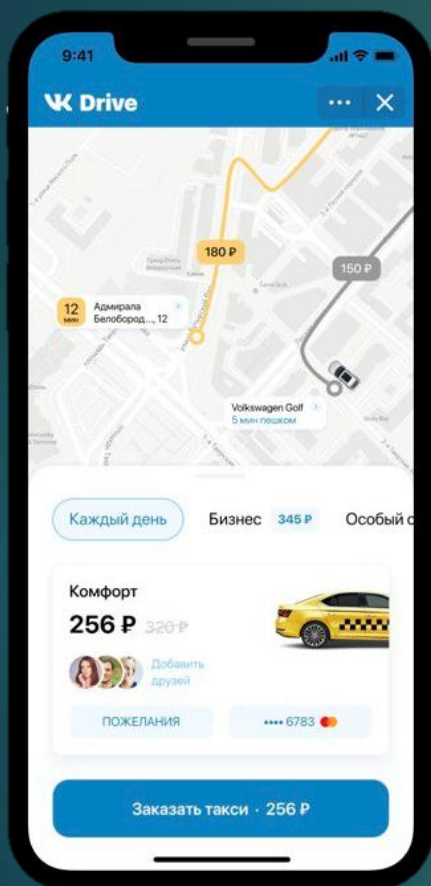 9:41
VK Drive
180 ₽
150 ₽
12
мин
Адмирала
Белобород..., 12
Volkswagen Golf
5 мин пешком
Каждый день
Бизнес 345 ₽
Особый с
Комфорт
256 ₽ 320 ₽
Добавить
друзей
ПОЖЕЛАНИЯ
•••• 6783
Заказать такси · 256 ₽